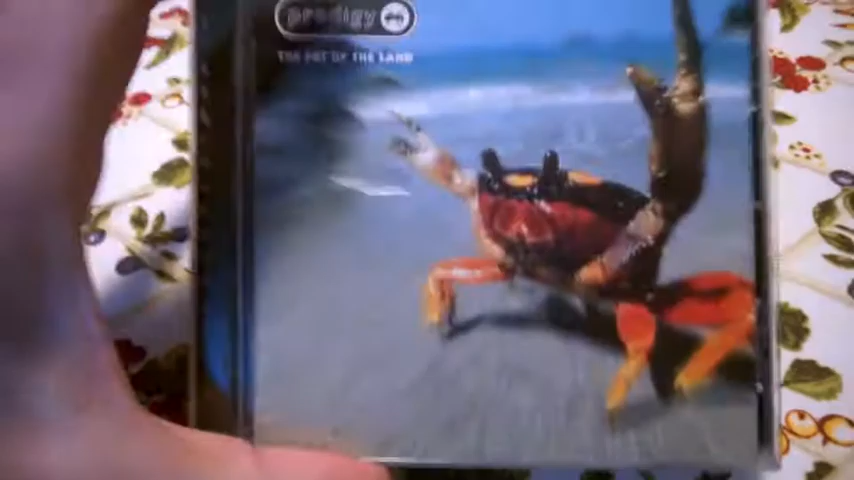 prodigy
THE FAT OF THE LAND